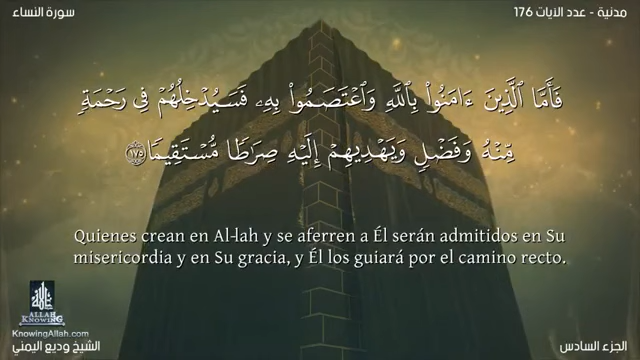 سورة النساء
مدنية - عدد الآيات 176
فَأَمَّا ٱلَّذِينَ ءَامَنُوا۟ بِٱللَّهِ وَٱعْتَصَمُوا۟ بِهِۦ فَسَيُدْخِلُهُمْ فِى رَحْمَةٍ
مِّنْهُ وَفَضْلٍ وَيَهْدِيهِمْ إِلَيْهِ صِرَٰطًا مُّسْتَقِيمًا ١٧٥
Quienes crean en Al-lah y se aferren a Él serán admitidos en Su
misericordia y en Su gracia, y Él los guiará por el camino recto.
ALLAH
KNOWING
KnowingAllah.com
الشيخ وديع اليمني
الجزء السادس